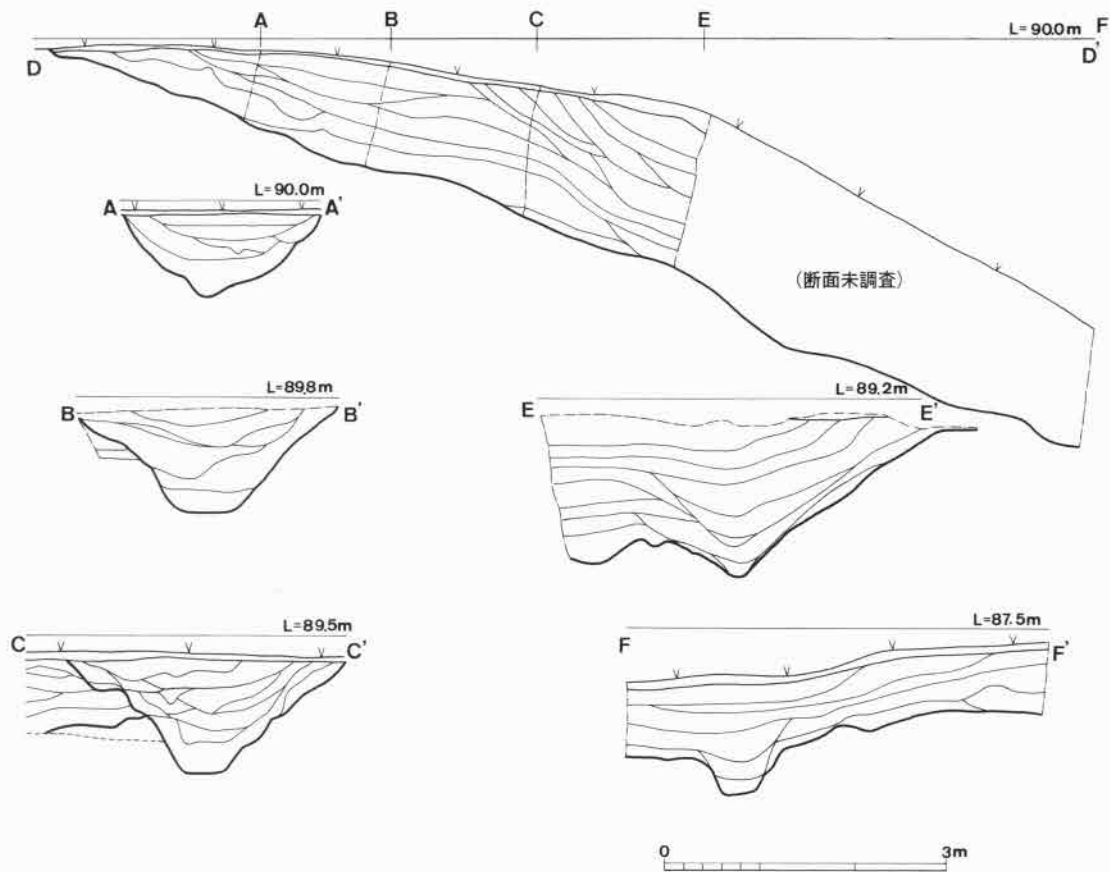 A B C E F
L=90.0m
D D'
L=90.0m
A A'
(断面未調査)
L=89.8m
B B'
L=89.2m
E E'
L=89.5m
C C'
L=87.5m
F F'
0 3m